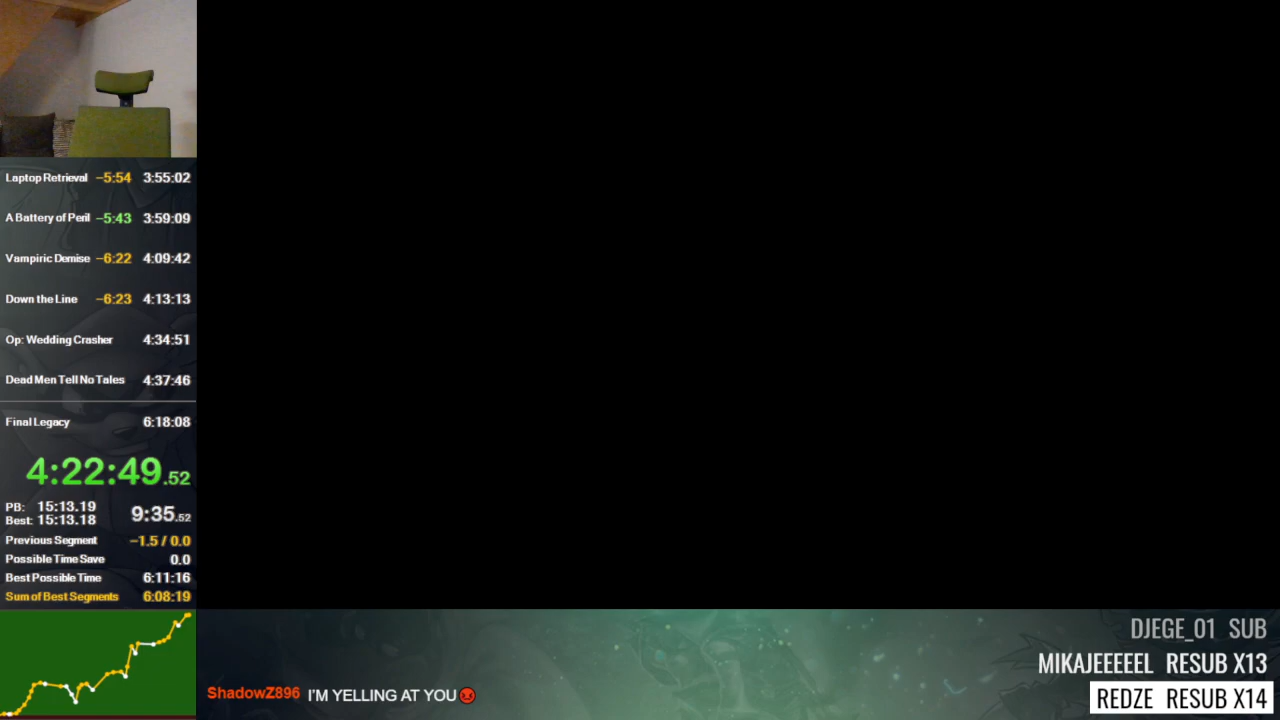 Laptop Retrieval −5:54 3:55:02
A Battery of Peril −5:43 3:59:09
Vampiric Demise −6:22 4:09:42
Down the Line −6:23 4:13:13
Op: Wedding Crasher 4:34:51
Dead Men Tell No Tales 4:37:46
Final Legacy 6:18:08
4:22:49.52
PB: 15:13.19
Best: 15:13.18 9:35.52
Previous Segment −1.5 / 0.0
Possible Time Save 0.0
Best Possible Time 6:11:16
Sum of Best Segments 6:08:19
ShadowZ896 I'M YELLING AT YOU
DJEGE_01 SUB
MIKAJEEEEEL RESUB X13
REDZE RESUB X14